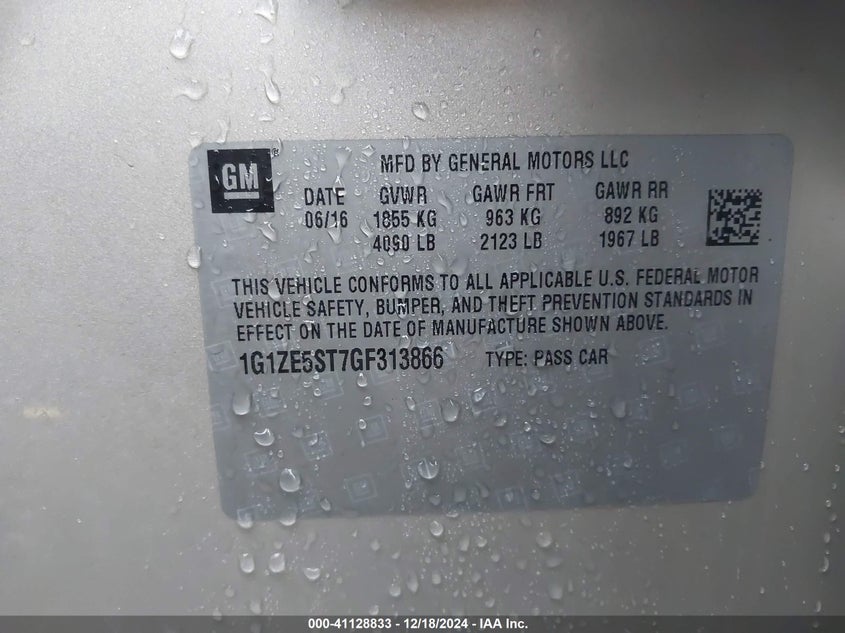 GM ®
MFD BY GENERAL MOTORS LLC
DATE GVWR GAWR FRT GAWR RR
06/16 1855 KG 963 KG 892 KG
4090 LB 2123 LB 1967 LB
THIS VEHICLE CONFORMS TO ALL APPLICABLE U.S. FEDERAL MOTOR
VEHICLE SAFETY, BUMPER, AND THEFT PREVENTION STANDARDS IN
EFFECT ON THE DATE OF MANUFACTURE SHOWN ABOVE.
1G1ZE5ST7GF313866 TYPE: PASS CAR
000-41128833 - 12/18/2024 - IAA Inc.